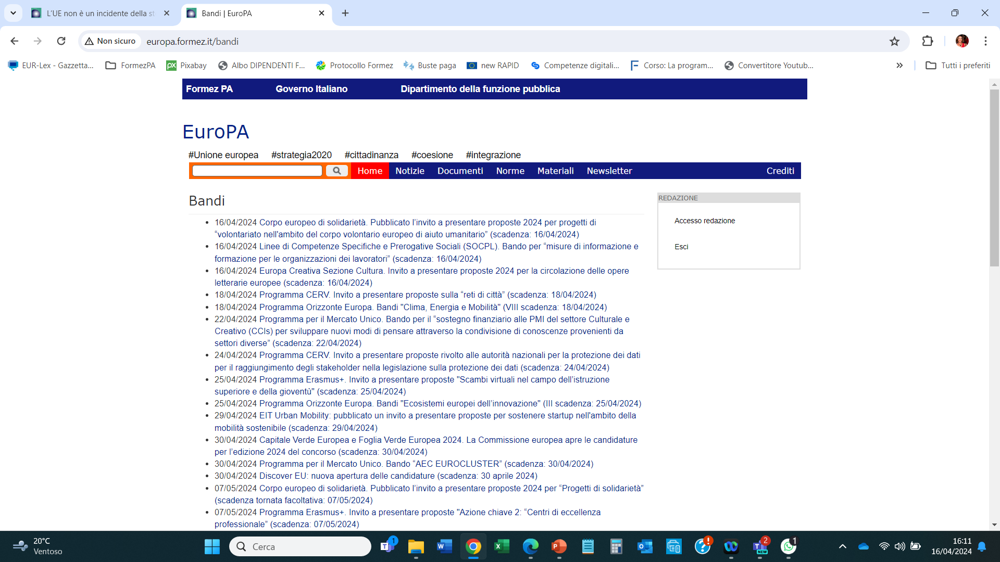 L'UE non è un incidente della st
Bandi | EuroPA
Non sicuro
europa.formez.it/bandi
EUR-Lex - Gazzetta...
FormezPA
Pixabay
Albo DIPENDENTI F...
Protocollo Formez
Buste paga
new RAPID
Competenze digitali...
Corso: La program...
Convertitore Youtub...
Tutti i preferiti
Formez PA
Governo Italiano
Dipartimento della funzione pubblica
EuroPA
#Unione europea #strategia2020 #cittadinanza #coesione #integrazione
Home Notizie Documenti Norme Materiali Newsletter Crediti
Bandi
16/04/2024 Corpo europeo di solidarietà. Pubblicato l’invito a presentare proposte 2024 per progetti di
“volontariato nell'ambito del corpo volontario europeo di aiuto umanitario” (scadenza: 16/04/2024)
16/04/2024 Linee di Competenze Specifiche e Prerogative Sociali (SOCPL). Bando per “misure di informazione e
formazione per le organizzazioni dei lavoratori” (scadenza: 16/04/2024)
16/04/2024 Europa Creativa Sezione Cultura. Invito a presentare proposte 2024 per la circolazione delle opere
letterarie europee (scadenza: 16/04/2024)
18/04/2024 Programma CERV. Invito a presentare proposte sulla “reti di città” (scadenza: 18/04/2024)
18/04/2024 Programma Orizzonte Europa. Bandi "Clima, Energia e Mobilità" (VIII scadenza: 18/04/2024)
22/04/2024 Programma per il Mercato Unico. Bando per il “sostegno finanziario alle PMI del settore Culturale e
Creativo (CCIs) per sviluppare nuovi modi di pensare attraverso la condivisione di conoscenze provenienti da
settori diverse” (scadenza: 22/04/2024)
24/04/2024 Programma CERV. Invito a presentare proposte rivolto alle autorità nazionali per la protezione dei dati
per il raggiungimento degli stakeholder nella legislazione sulla protezione dei dati (scadenza: 24/04/2024)
25/04/2024 Programma Erasmus+. Invito a presentare proposte "Scambi virtuali nel campo dell’istruzione
superiore e della gioventù" (scadenza: 25/04/2024)
25/04/2024 Programma Orizzonte Europa. Bandi "Ecosistemi europei dell’innovazione" (III scadenza: 25/04/2024)
29/04/2024 EIT Urban Mobility: pubblicato un invito a presentare proposte per sostenere startup nell'ambito della
mobilità sostenibile (scadenza: 29/04/2024)
30/04/2024 Capitale Verde Europea e Foglia Verde Europea 2024. La Commissione europea apre le candidature
per l’edizione 2024 del concorso (scadenza: 30/04/2024)
30/04/2024 Programma per il Mercato Unico. Bando “AEC EUROCLUSTER” (scadenza: 30/04/2024)
30/04/2024 Discover EU: nuova apertura delle candidature (scadenza: 30 aprile 2024)
07/05/2024 Corpo europeo di solidarietà. Pubblicato l’invito a presentare proposte 2024 per “Progetti di solidarietà”
(scadenza tornata facoltativa: 07/05/2024)
07/05/2024 Programma Erasmus+. Invito a presentare proposte "Azione chiave 2: “Centri di eccellenza
professionale” (scadenza: 07/05/2024)
REDAZIONE
Accesso redazione
Esci
20°C
Ventoso
Cerca
1
2
NEW
1
16:11
16/04/2024